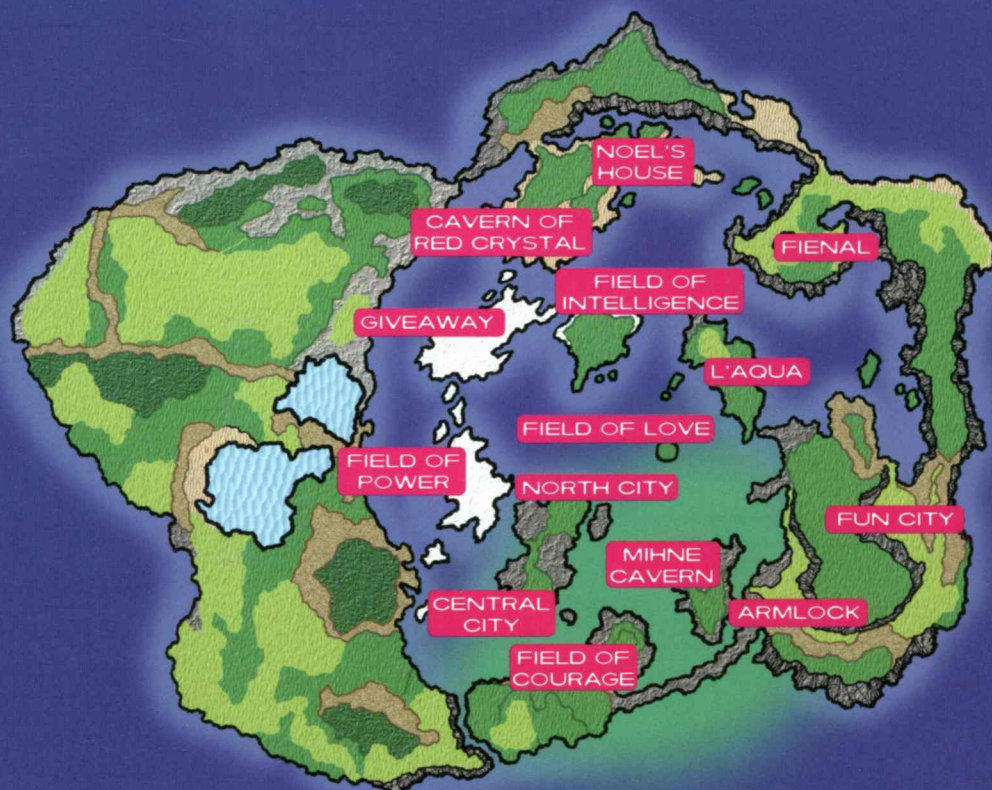 NOEL'S
HOUSE
CAVERN OF
RED CRYSTAL
FIENAL
FIELD OF
INTELLIGENCE
GIVEAWAY
L'AQUA
FIELD OF LOVE
FIELD OF
POWER
NORTH CITY
FUN CITY
MIHNE
CAVERN
CENTRAL
CITY
ARMLOCK
FIELD OF
COURAGE